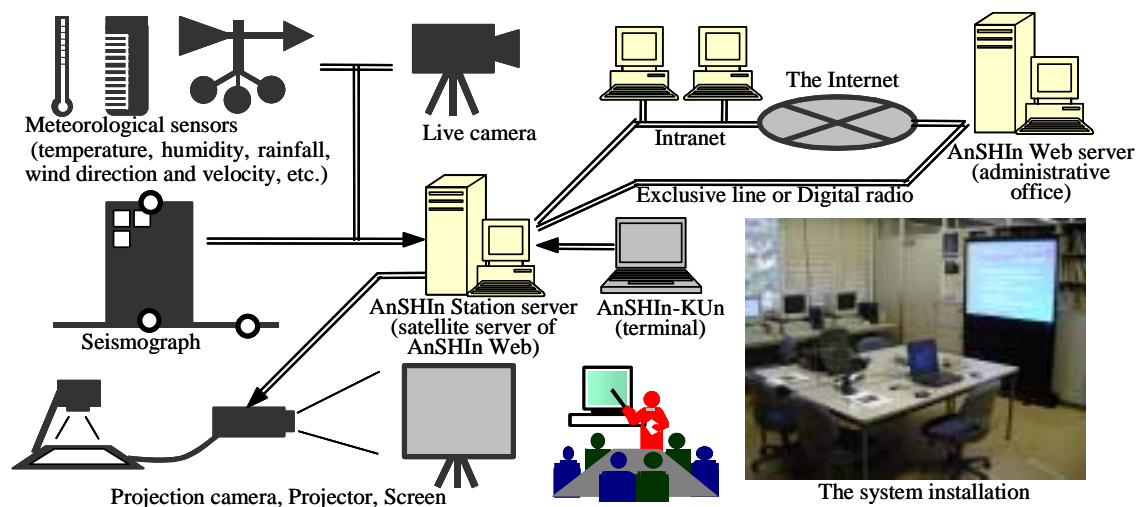 The Internet
Meteorological sensors
(temperature, humidity, rainfall,
wind direction and velocity, etc.)
Live camera
Intranet
AnSHIn Web server
(administrative
office)
Exclusive line or Digital radio
AnSHIn Station server
(satellite server of
AnSHIn Web)
AnSHIn-KUn
(terminal)
Seismograph
Projection camera, Projector, Screen
The system installation